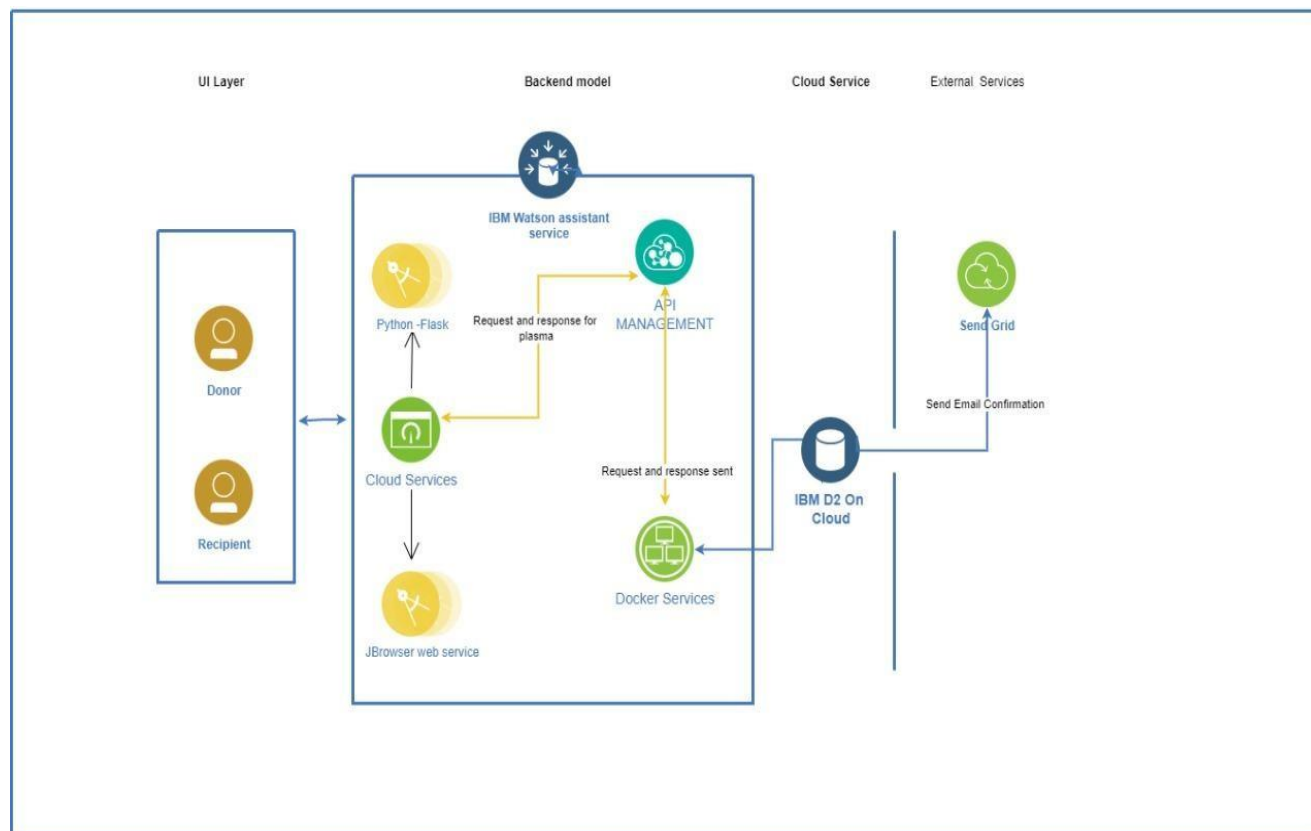 UI Layer
Backend model
Cloud Service
External Services
IBM Watson assistant
service
Python -Flask
Request and response for
plasma
API
MANAGEMENT
Send Grid
Donor
Send Email Confirmation
Cloud Services
Request and response sent
IBM D2 On
Cloud
Recipient
Docker Services
JBrowser web service